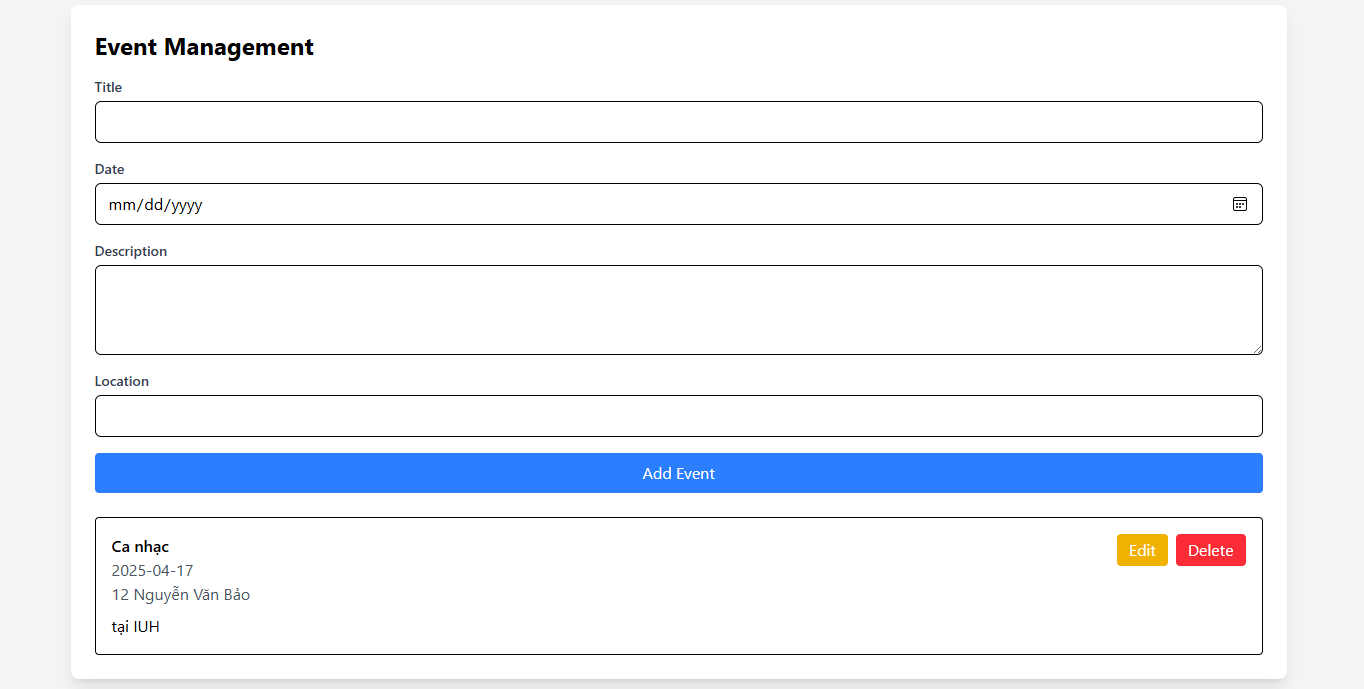 Event Management
Title
Date
mm/dd/yyyy
Description
Location
Add Event
Ca nhạc
Edit
Delete
2025-04-17
12 Nguyễn Văn Bảo
tại IUH